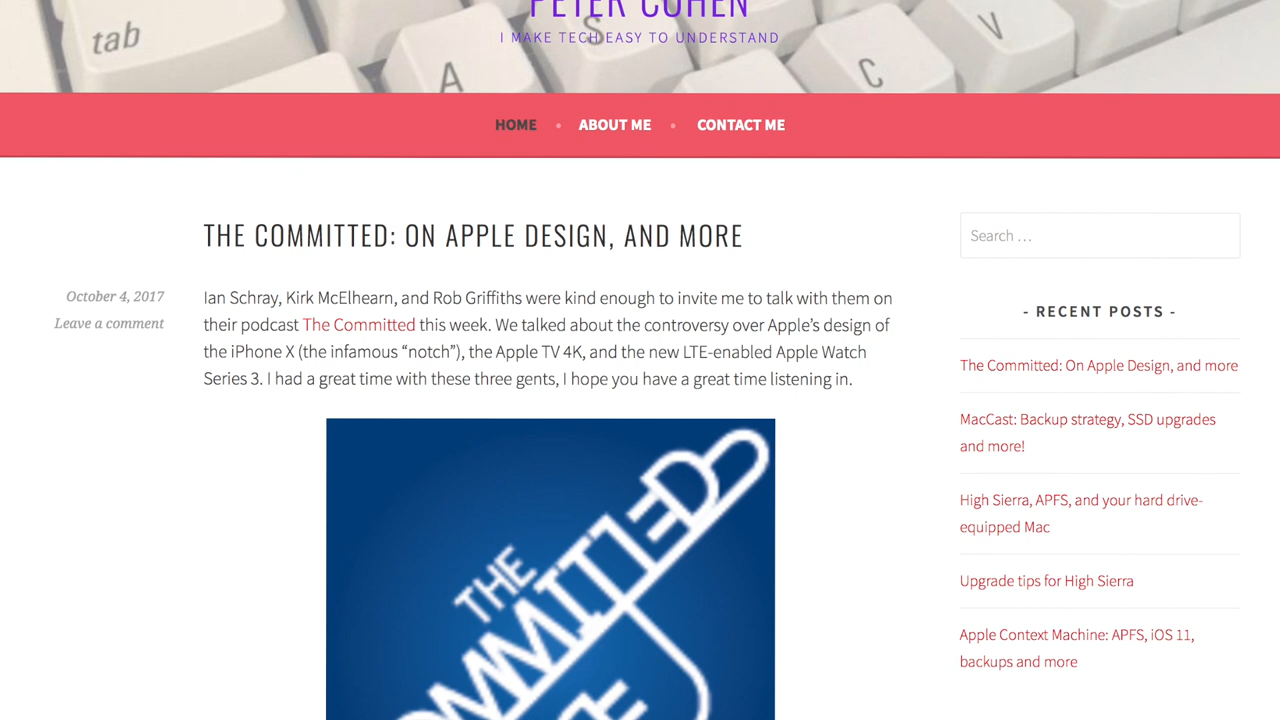 PETER COHEN
I MAKE TECH EASY TO UNDERSTAND
tab
A
S
C
V
HOME • ABOUT ME • CONTACT ME
THE COMMITTED: ON APPLE DESIGN, AND MORE
October 4, 2017
Leave a comment
Ian Schray, Kirk McElhearn, and Rob Griffiths were kind enough to invite me to talk with them on
their podcast The Committed this week. We talked about the controversy over Apple’s design of
the iPhone X (the infamous “notch”), the Apple TV 4K, and the new LTE-enabled Apple Watch
Series 3. I had a great time with these three gents, I hope you have a great time listening in.
THE
COMMITTED
Search …
- RECENT POSTS -
The Committed: On Apple Design, and more
MacCast: Backup strategy, SSD upgrades
and more!
High Sierra, APFS, and your hard drive-
equipped Mac
Upgrade tips for High Sierra
Apple Context Machine: APFS, iOS 11,
backups and more